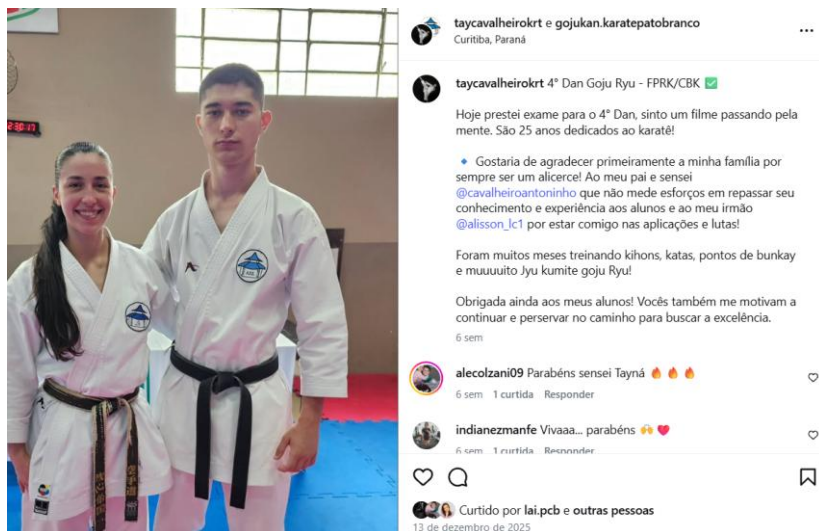 taycavalheirokrt e gojukan.karatepatobranco
Curitiba, Paraná
taycavalheirokrt 4° Dan Goju Ryu - FPRK/CBK ✅
Hoje prestei exame para o 4° Dan, sinto um filme passando pela
mente. São 25 anos dedicados ao karatê!
🔹 Gostaria de agradecer primeiramente a minha família por
sempre ser um alicerce! Ao meu pai e sensei
@cavalheiroantoninho que não mede esforços em repassar seu
conhecimento e experiência aos alunos e ao meu irmão
@alisson_lc1 por estar comigo nas aplicações e lutas!
Foram muitos meses treinando kihons, katas, pontos de bunkay
e muuuuito Jyu kumite goju Ryu!
Obrigada ainda aos meus alunos! Vocês também me motivam a
continuar e perservar no caminho para buscar a excelência.
6 sem
alecolzani09 Parabéns sensei Tayná 🔥 🔥 🔥
6 sem 1 curtida Responder
indianezmanfe Vivaaa... parabéns 🙌 ❤️
6 sem 1 curtida Responder
Curtido por lai.pcb e outras pessoas
13 de dezembro de 2025